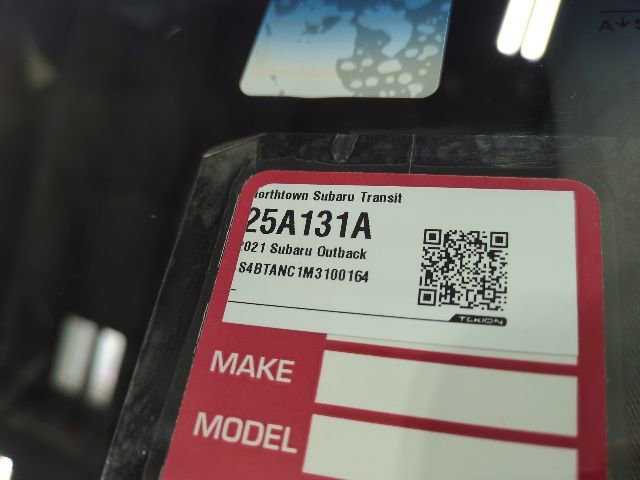 A↓S
orthtown Subaru Transit
25A131A
2021 Subaru Outback
S4BTANC1M3100164
TEKION
MAKE
MODEL